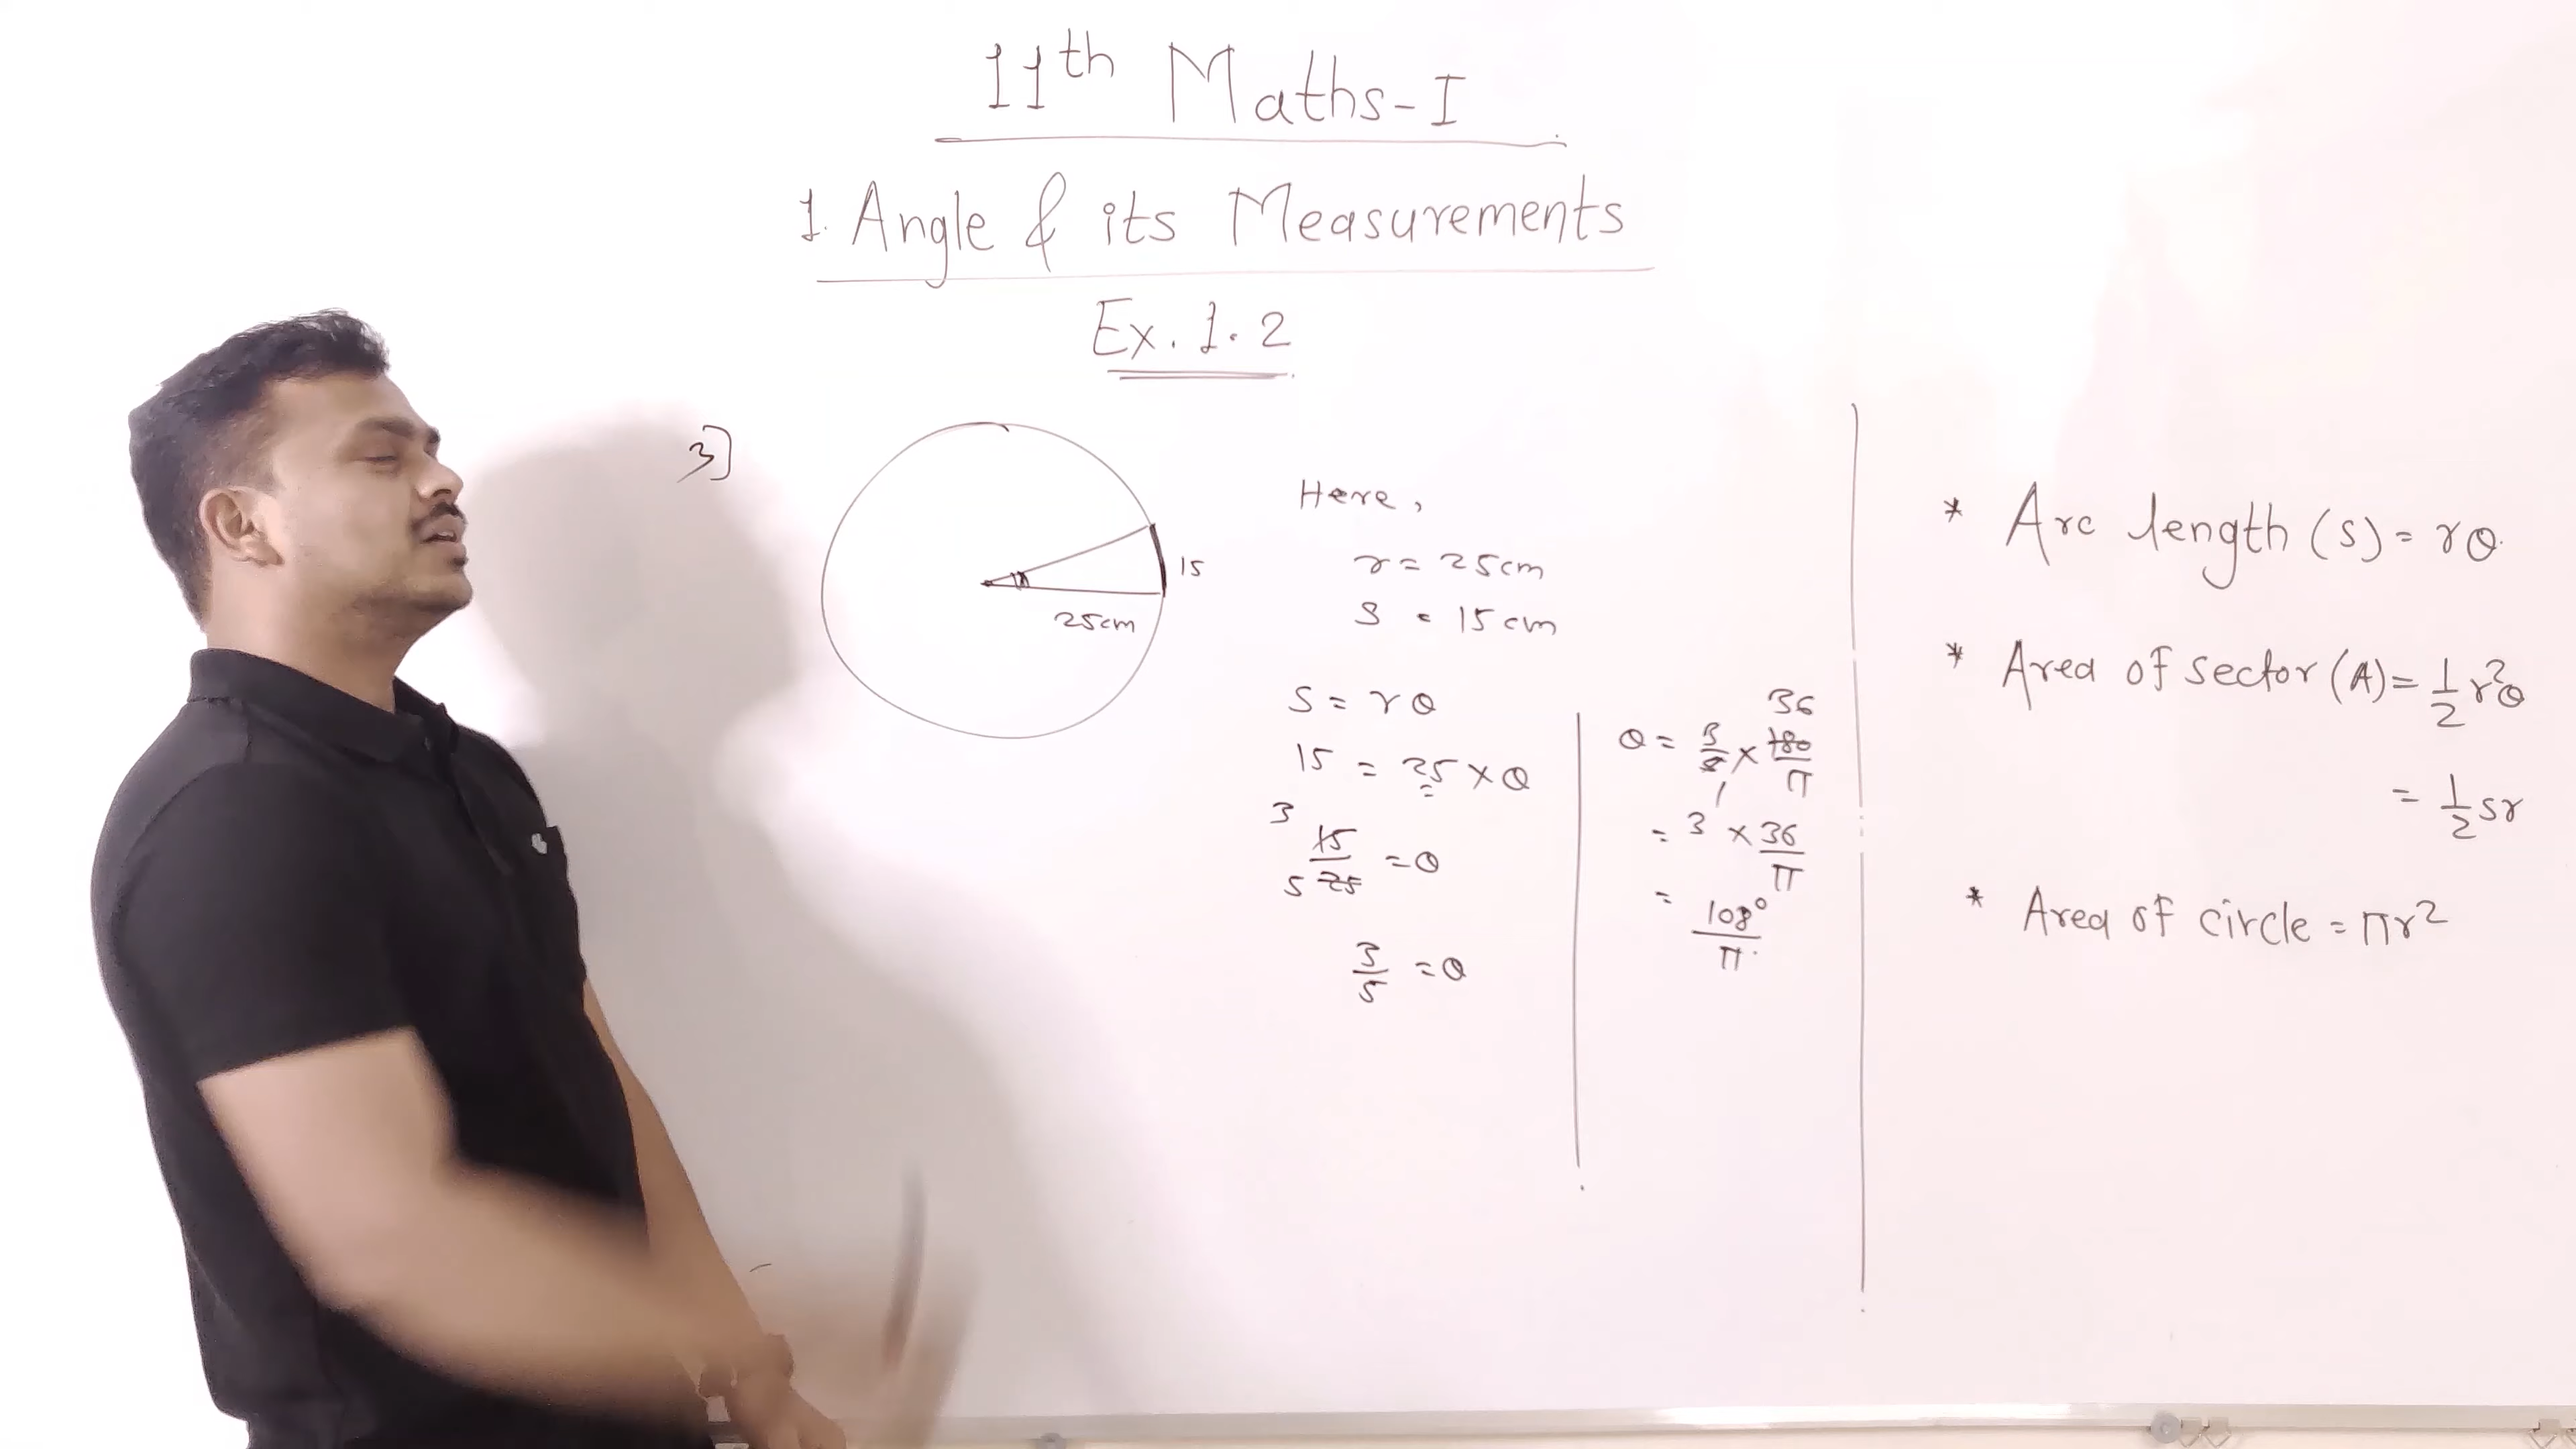 11th Maths-I
1. Angle & its Measurements
Ex. 1. 2
3]
15
25cm
Here,
r = 25cm
S = 15cm
S = rθ
15 = 25 × θ
3
15
5 25 = θ
3/5 = θ
36
θ = 3/5 × 180/π
1
= 3 × 36/π
= 108°/π.
* Arc length (S) = rθ.
* Area of sector (A) = 1/2 r²θ
= 1/2 sr
* Area of circle = πr²